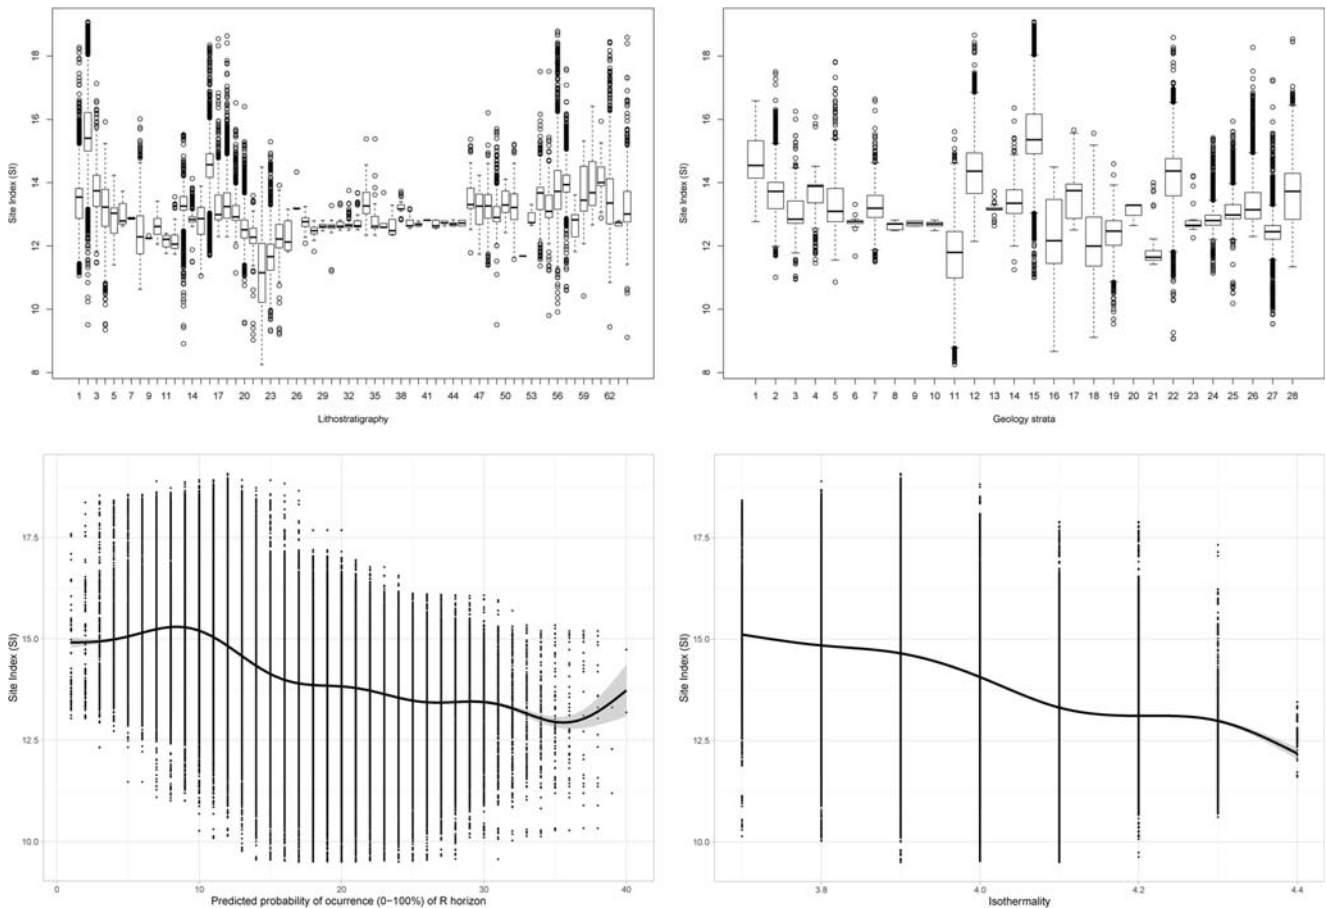 18
16
14
12
10
8
Site Index (SI)
1 3 5 7 9 11 14 17 20 23 26 29 32 35 38 41 44 47 50 53 56 59 62
Lithostratigraphy
18
16
14
12
10
8
Site Index (SI)
1 2 3 4 5 6 7 8 9 10 11 12 13 14 15 16 17 18 19 20 21 22 23 24 25 26 27 28
Geology strata
17.5
15.0
12.5
10.0
Site Index (SI)
0 10 20 30 40
Predicted probability of ocurrence (0−100%) of R horizon
17.5
15.0
12.5
10.0
Site Index (SI)
3.8 4.0 4.2 4.4
Isothermality